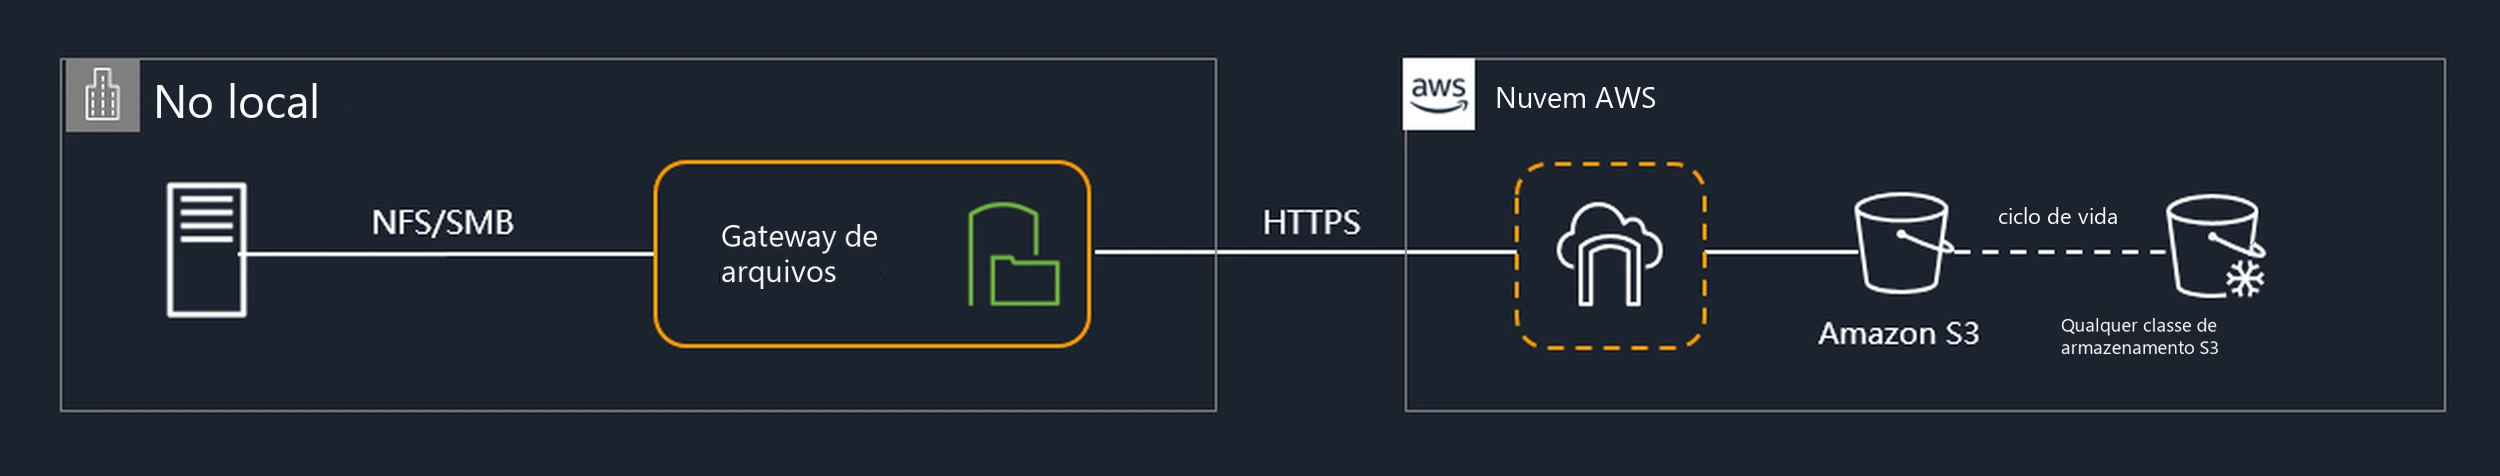 No local
aws
Nuvem AWS
NFS/SMB
Gateway de
arquivos
HTTPS
ciclo de vida
Amazon S3
Qualquer classe de
armazenamento S3